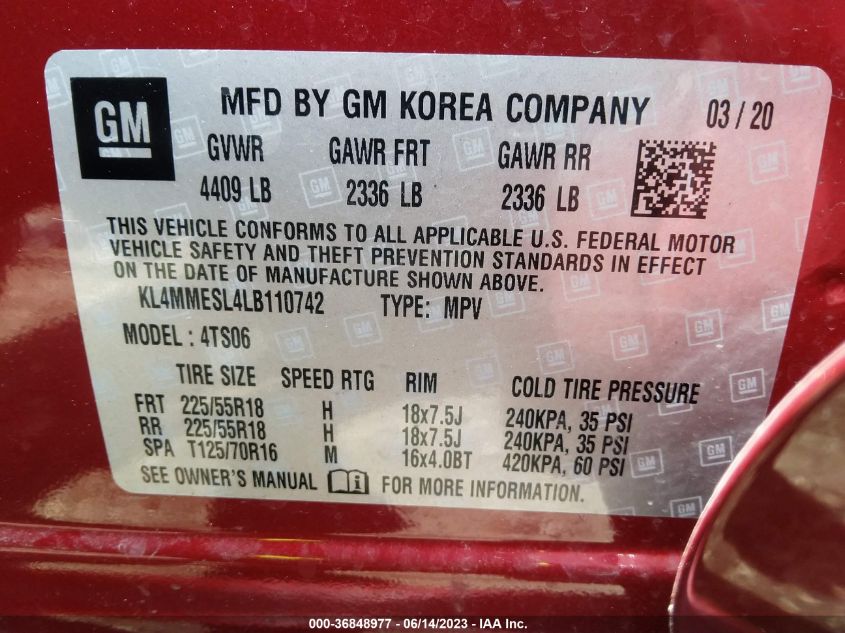 GM MFD BY GM KOREA COMPANY 03 / 20
GVWR GAWR FRT GAWR RR
4409 LB 2336 LB 2336 LB
THIS VEHICLE CONFORMS TO ALL APPLICABLE U.S. FEDERAL MOTOR
VEHICLE SAFETY AND THEFT PREVENTION STANDARDS IN EFFECT
ON THE DATE OF MANUFACTURE SHOWN ABOVE.
KL4MMESL4LB110742 TYPE: MPV
MODEL : 4TS06
TIRE SIZE SPEED RTG RIM COLD TIRE PRESSURE
FRT 225/55R18 H 18x7.5J 240KPA, 35 PSI
RR 225/55R18 H 18x7.5J 240KPA, 35 PSI
SPA T125/70R16 M 16x4.0BT 420KPA, 60 PSI
SEE OWNER'S MANUAL FOR MORE INFORMATION.
000-36848977 - 06/14/2023 - IAA Inc.